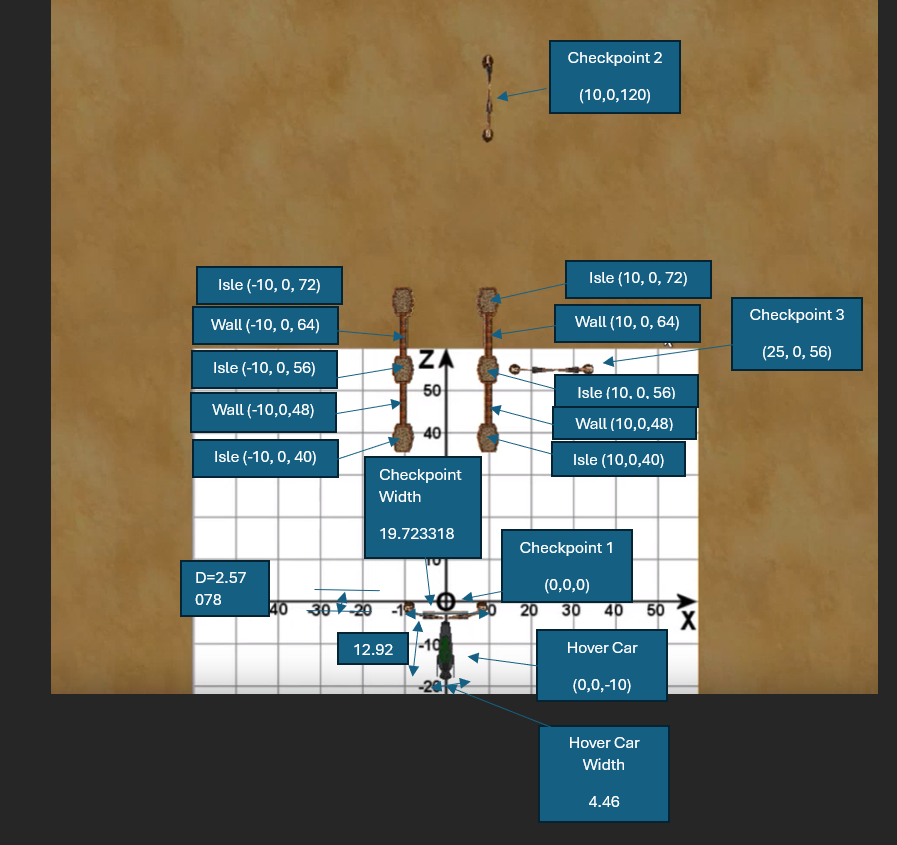 Checkpoint 2
(10,0,120)
Isle (-10, 0, 72)
Isle (10, 0, 72)
Wall (-10, 0, 64)
Wall (10, 0, 64)
Checkpoint 3
(25, 0, 56)
Z
Isle (-10, 0, 56)
Isle (10, 0, 56)
50
Wall (-10,0,48)
Wall (10,0,48)
40
Isle (-10, 0, 40)
Isle (10,0,40)
Checkpoint
Width
19.723318
10
Checkpoint 1
(0,0,0)
D=2.57
078
40 -30 -20 -1 20 30 40 50
X
12.92
-10
Hover Car
(0,0,-10)
-20
Hover Car
Width
4.46